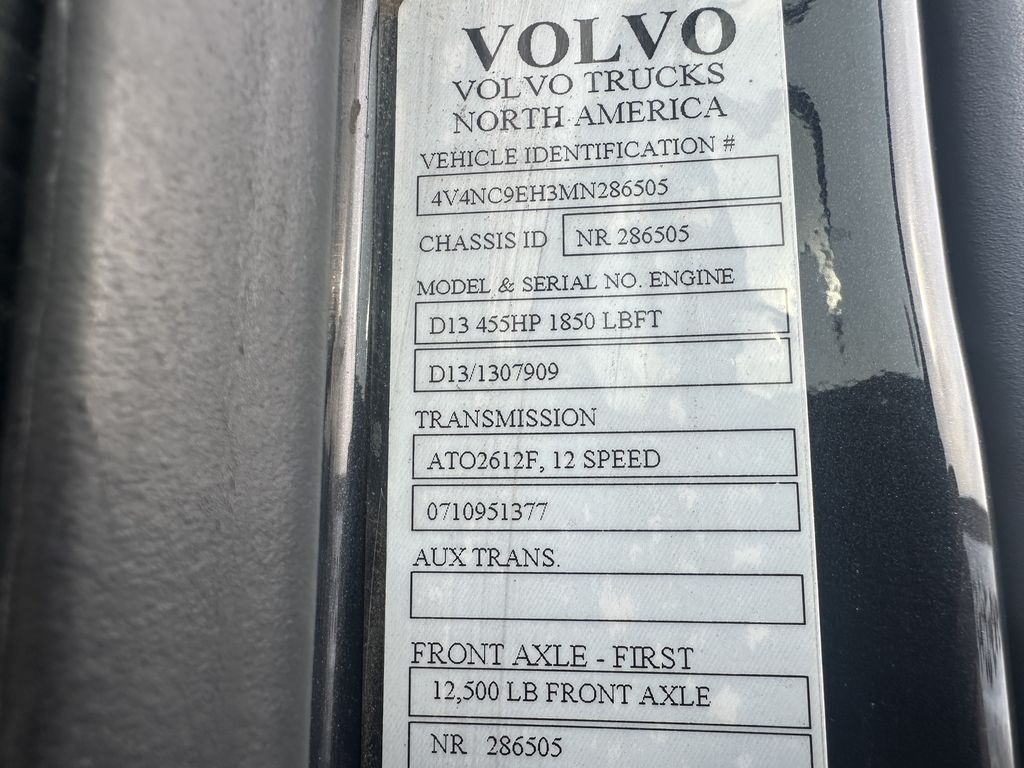 VOLVO
VOLVO TRUCKS
NORTH AMERICA
VEHICLE IDENTIFICATION #
4V4NC9EH3MN286505
CHASSIS ID NR 286505
MODEL & SERIAL NO. ENGINE
D13 455HP 1850 LBFT
D13/1307909
TRANSMISSION
ATO2612F, 12 SPEED
0710951377
AUX TRANS.
FRONT AXLE - FIRST
12,500 LB FRONT AXLE
NR 286505